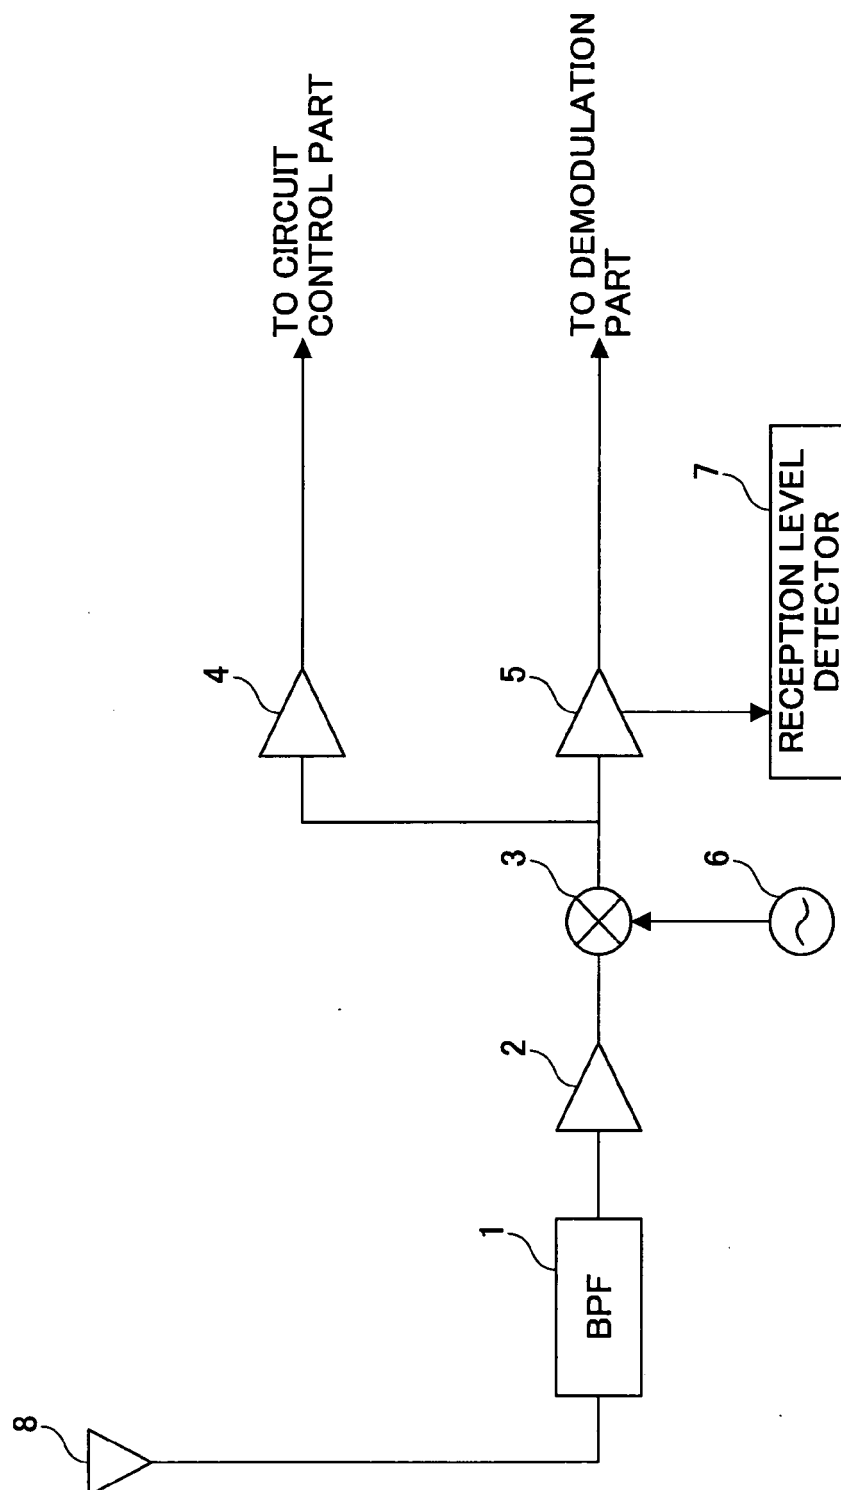 8
1
BPF
2
3
6
4
5
7
RECEPTION LEVEL
DETECTOR
TO CIRCUIT
CONTROL PART
TO DEMODULATION
PART